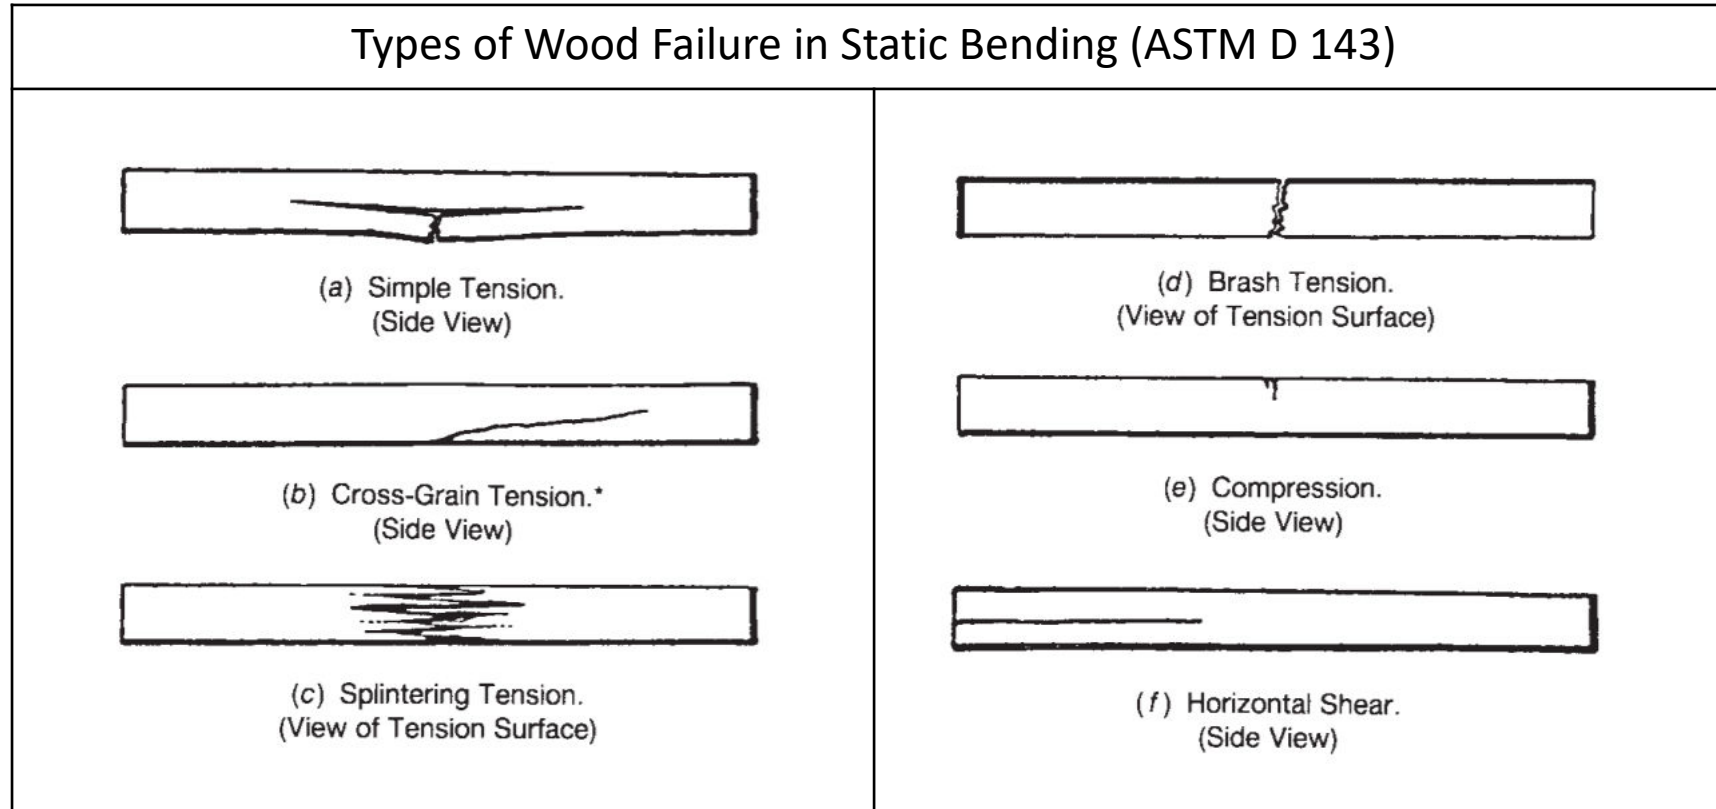 Types of Wood Failure in Static Bending (ASTM D 143)
(a) Simple Tension.
(Side View)
(b) Cross-Grain Tension.*
(Side View)
(c) Splintering Tension.
(View of Tension Surface)
(d) Brash Tension.
(View of Tension Surface)
(e) Compression.
(Side View)
(f) Horizontal Shear.
(Side View)